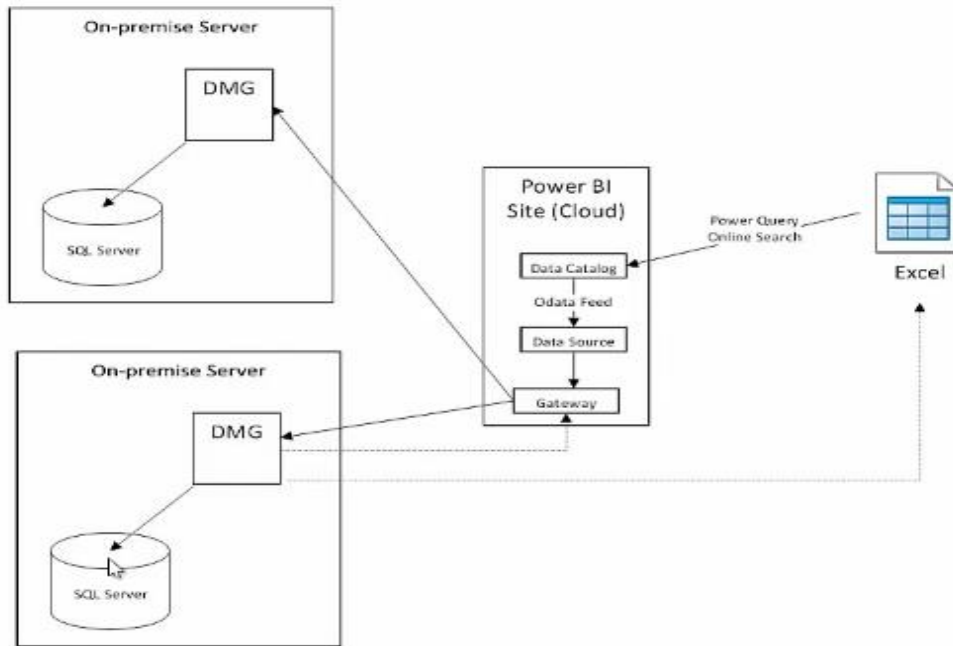 On-premise Server
DMG
SQL Server
On-premise Server
DMG
SQL Server
Power BI
Site (Cloud)
Data Catalog
Odata Feed
Data Source
Gateway
Power Query
Online Search
Excel